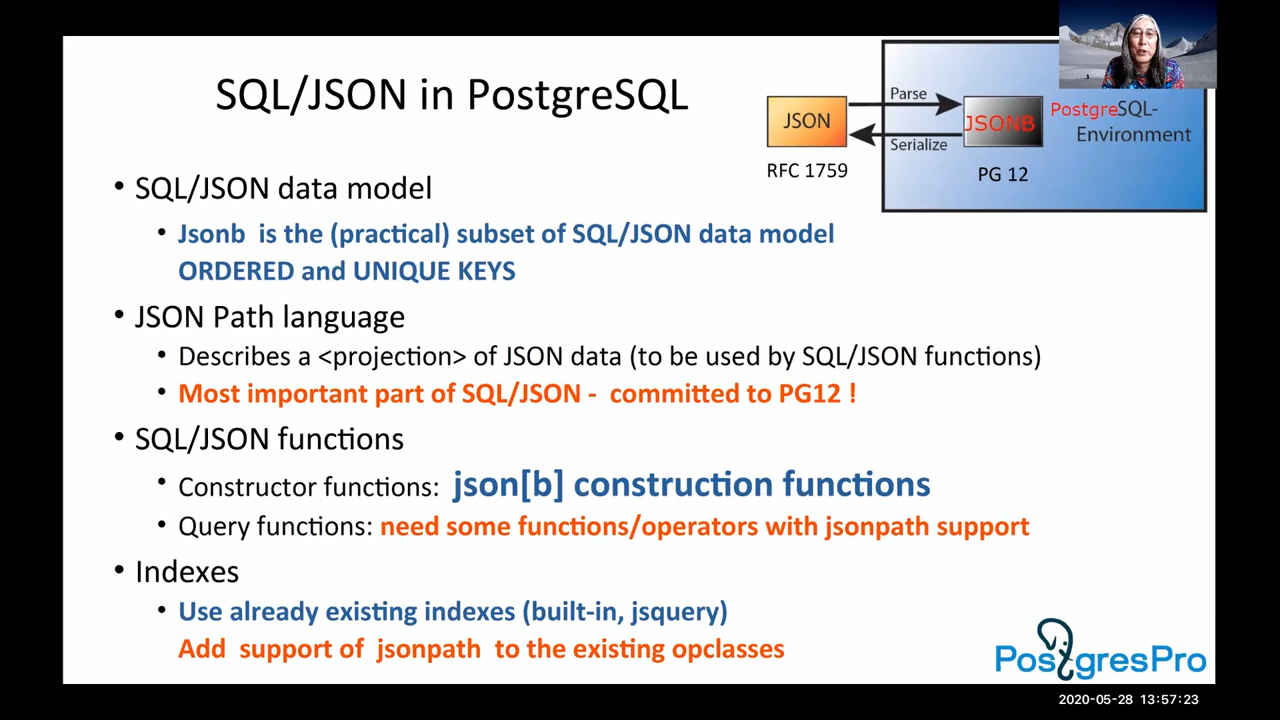 SQL/JSON in PostgreSQL
JSON
RFC 1759
Parse
Serialize
JSONB
PG 12
PostgreSQL-
Environment
• SQL/JSON data model
• Jsonb is the (practical) subset of SQL/JSON data model
ORDERED and UNIQUE KEYS
• JSON Path language
• Describes a <projection> of JSON data (to be used by SQL/JSON functions)
• Most important part of SQL/JSON - committed to PG12 !
• SQL/JSON functions
• Constructor functions: json[b] construction functions
• Query functions: need some functions/operators with jsonpath support
• Indexes
• Use already existing indexes (built-in, jsquery)
Add support of jsonpath to the existing opclasses
PostgresPro
2020-05-28 13:57:23